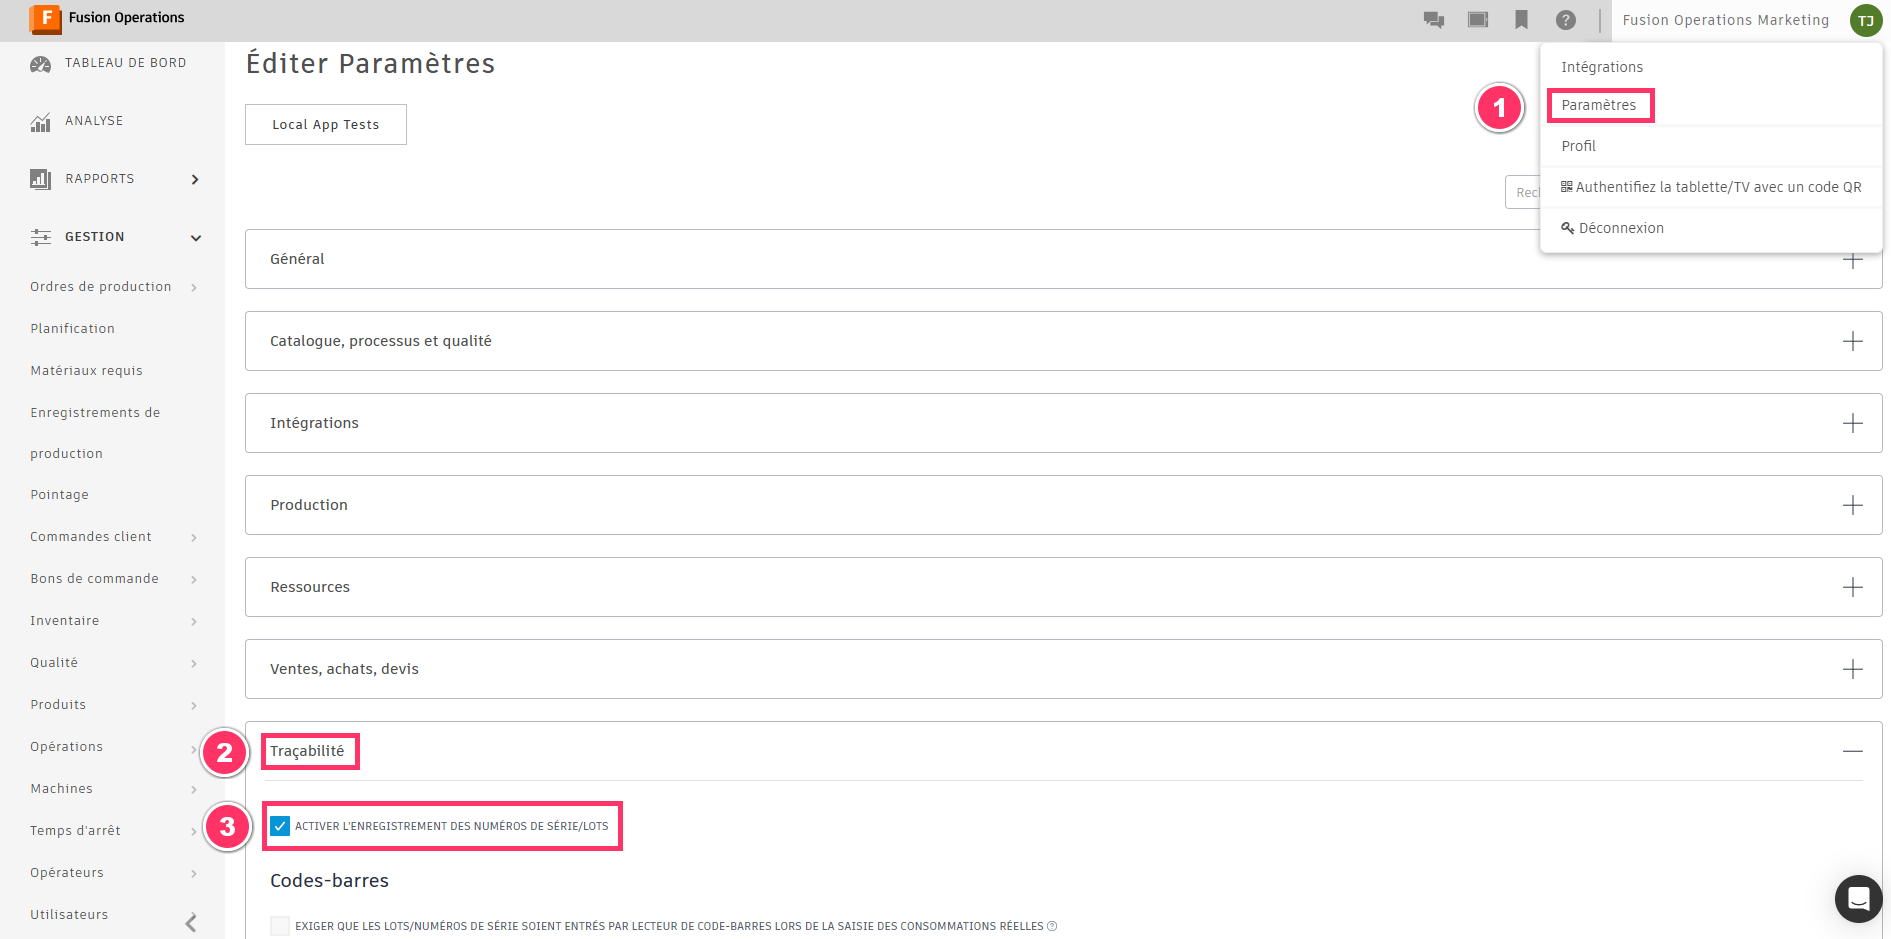 F Fusion Operations
Fusion Operations Marketing
TJ
TABLEAU DE BORD
ANALYSE
RAPPORTS
GESTION
Ordres de production
Planification
Matériaux requis
Enregistrements de
production
Pointage
Commandes client
Bons de commande
Inventaire
Qualité
Produits
Opérations
Machines
Temps d'arrêt
Opérateurs
Utilisateurs
Éditer Paramètres
Local App Tests
1
Intégrations
Paramètres
Profil
Authentifiez la tablette/TV avec un code QR
Déconnexion
Général
Catalogue, processus et qualité
Intégrations
Production
Ressources
Ventes, achats, devis
2
Traçabilité
3
ACTIVER L'ENREGISTREMENT DES NUMÉROS DE SÉRIE/LOTS
Codes-barres
EXIGER QUE LES LOTS/NUMÉROS DE SÉRIE SOIENT ENTRÉS PAR LECTEUR DE CODE-BARRES LORS DE LA SAISIE DES CONSOMMATIONS RÉELLES ?